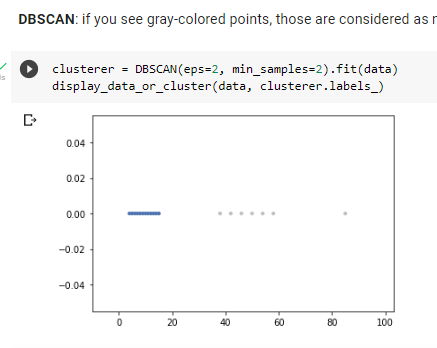 DBSCAN: if you see gray-colored points, those are considered as
clusterer = DBSCAN(eps=2, min_samples=2).fit(data)
display_data_or_cluster(data, clusterer.labels_)
0.04
0.02
0.00
−0.02
−0.04
0 20 40 60 80 100